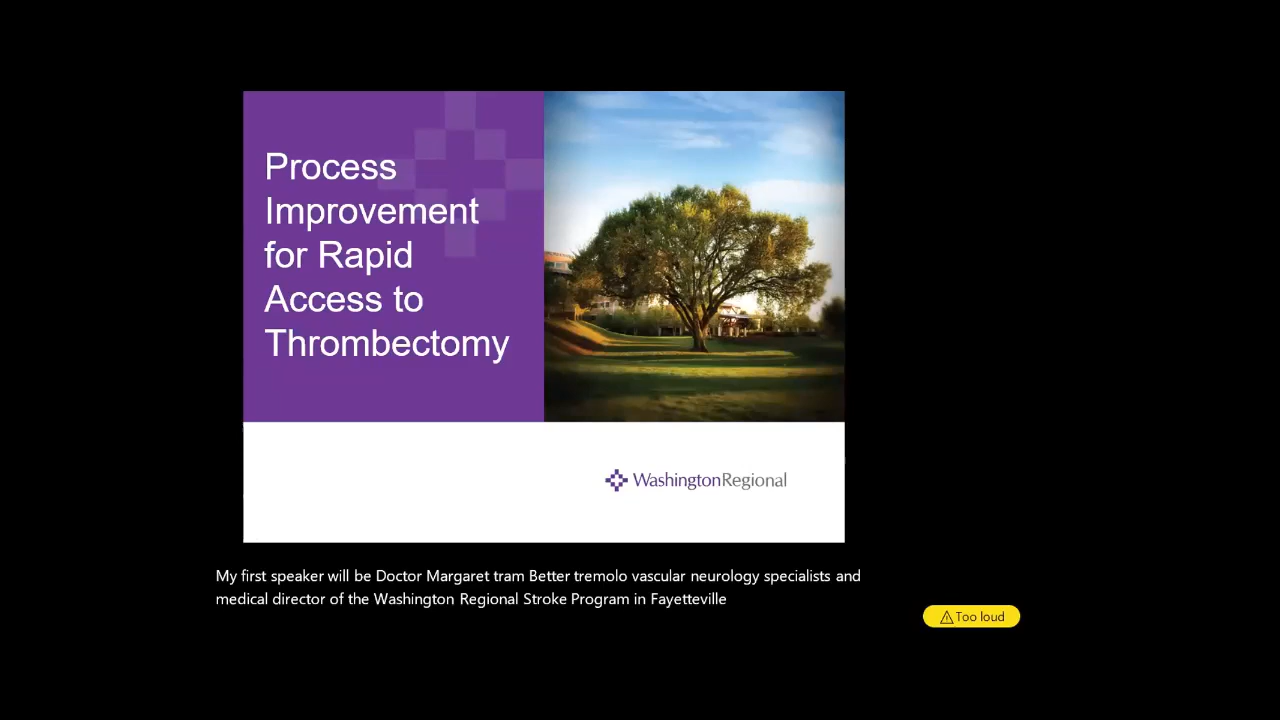 Process
Improvement
for Rapid
Access to
Thrombectomy
WashingtonRegional
My first speaker will be Doctor Margaret tram Better tremolo vascular neurology specialists and
medical director of the Washington Regional Stroke Program in Fayetteville
Too loud